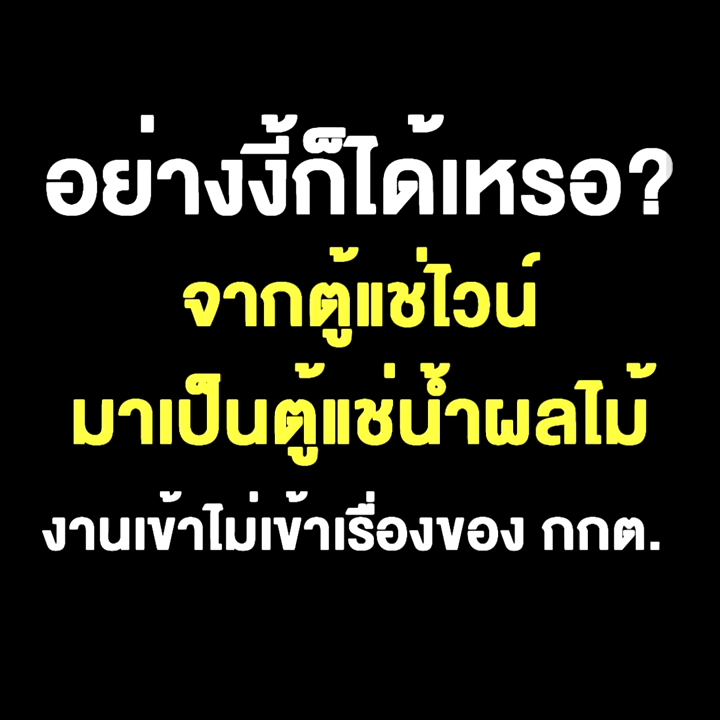 อย่างงี้ก็ได้เหรอ?
จากตู้แช่ไวน์
มาเป็นตู้แช่น้ำผลไม้
งานเข้าไม่เข้าเรื่องของ กกต.